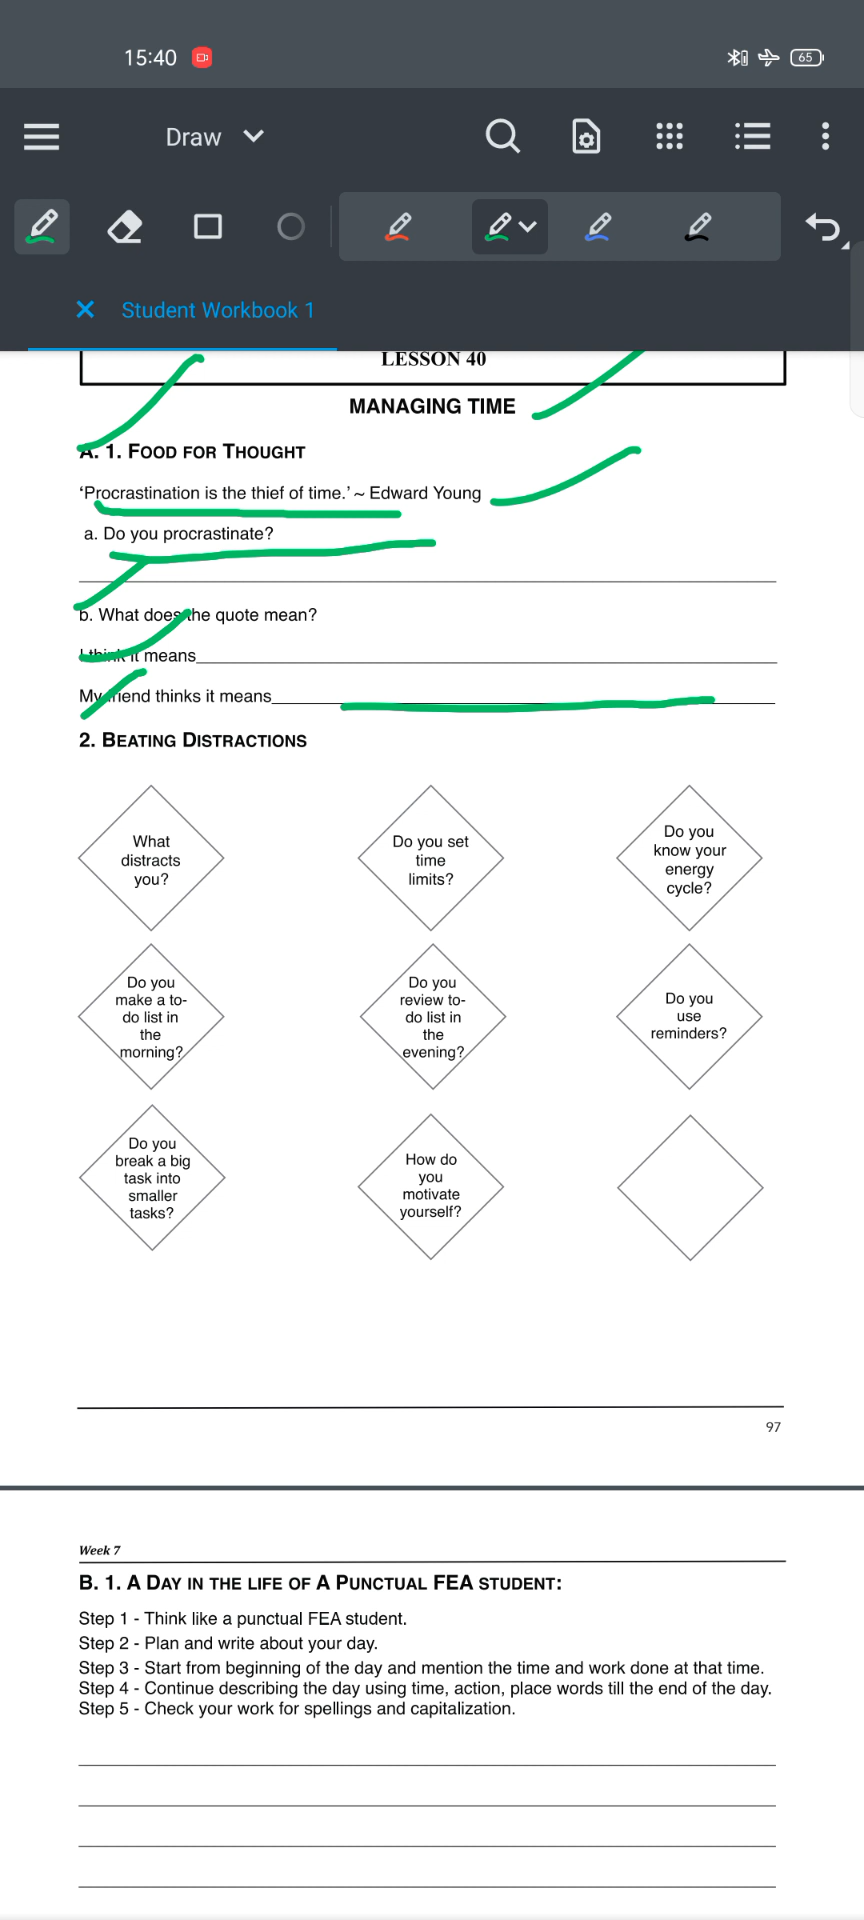 15:40
65
Draw
Student Workbook 1
LESSON 40
MANAGING TIME
A. 1. FOOD FOR THOUGHT
‘Procrastination is the thief of time.’ ~ Edward Young
a. Do you procrastinate?
b. What does the quote mean?
I think it means
My friend thinks it means
2. BEATING DISTRACTIONS
What
distracts
you?
Do you set
time
limits?
Do you
know your
energy
cycle?
Do you
make a to-
do list in
the
morning?
Do you
review to-
do list in
the
evening?
Do you
use
reminders?
Do you
break a big
task into
smaller
tasks?
How do
you
motivate
yourself?
97
Week 7
B. 1. A DAY IN THE LIFE OF A PUNCTUAL FEA STUDENT:
Step 1 - Think like a punctual FEA student.
Step 2 - Plan and write about your day.
Step 3 - Start from beginning of the day and mention the time and work done at that time.
Step 4 - Continue describing the day using time, action, place words till the end of the day.
Step 5 - Check your work for spellings and capitalization.